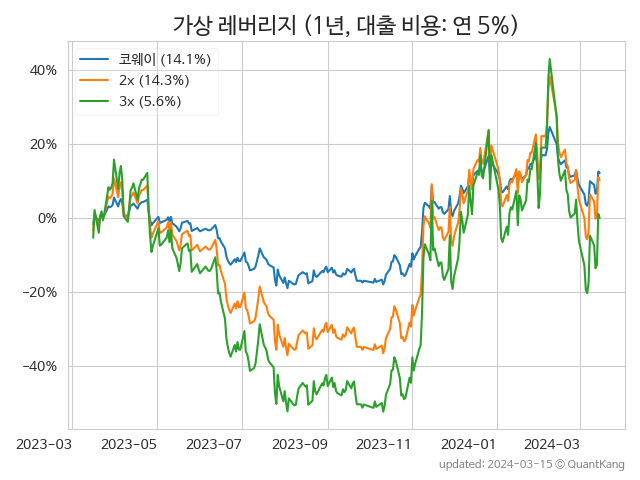 가상 레버리지 (1년, 대출 비용: 연 5%)
코웨이 (14.1%)
2x (14.3%)
3x (5.6%)
40%
20%
0%
−20%
−40%
2023-03 2023-05 2023-07 2023-09 2023-11 2024-01 2024-03
updated: 2024-03-15 © QuantKang